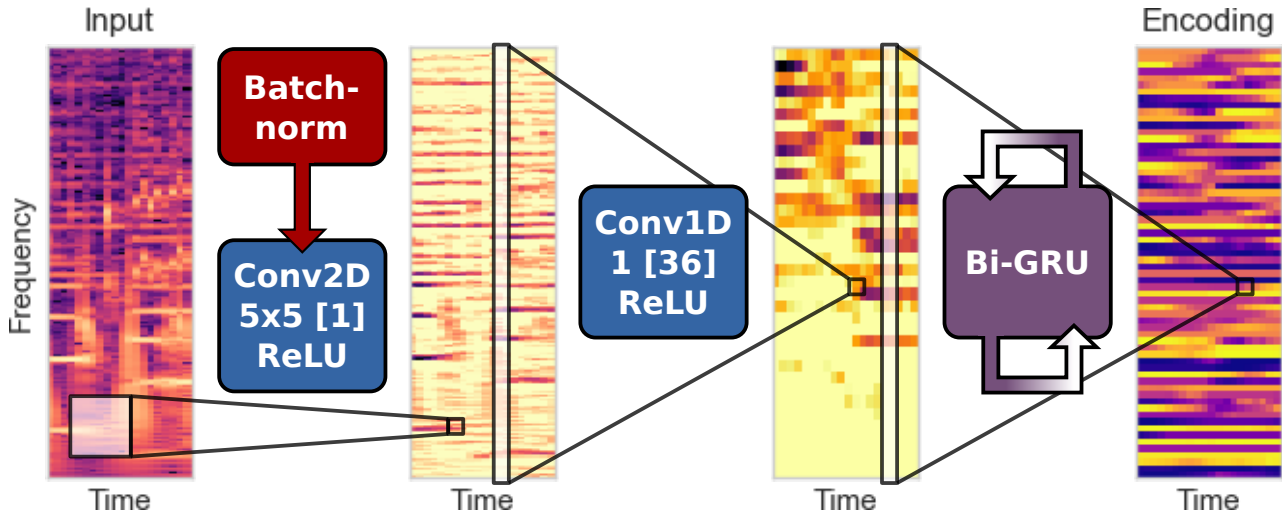 Input
Encoding
Frequency
Batch-
norm
Conv2D
5x5 [1]
ReLU
Conv1D
1 [36]
ReLU
Bi-GRU
Time
Time
Time
Time